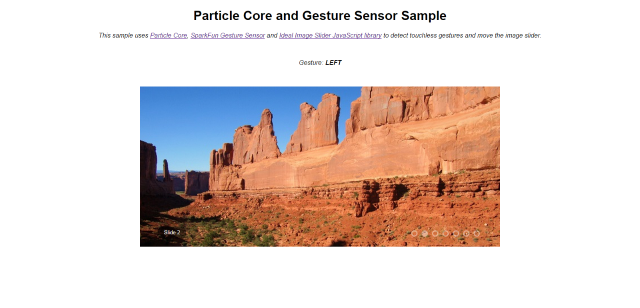 Particle Core and Gesture Sensor Sample
This sample uses Particle Core, SparkFun Gesture Sensor and Ideal Image Slider JavaScript library to detect touchless gestures and move the image slider.
Gesture: LEFT
Slide 2